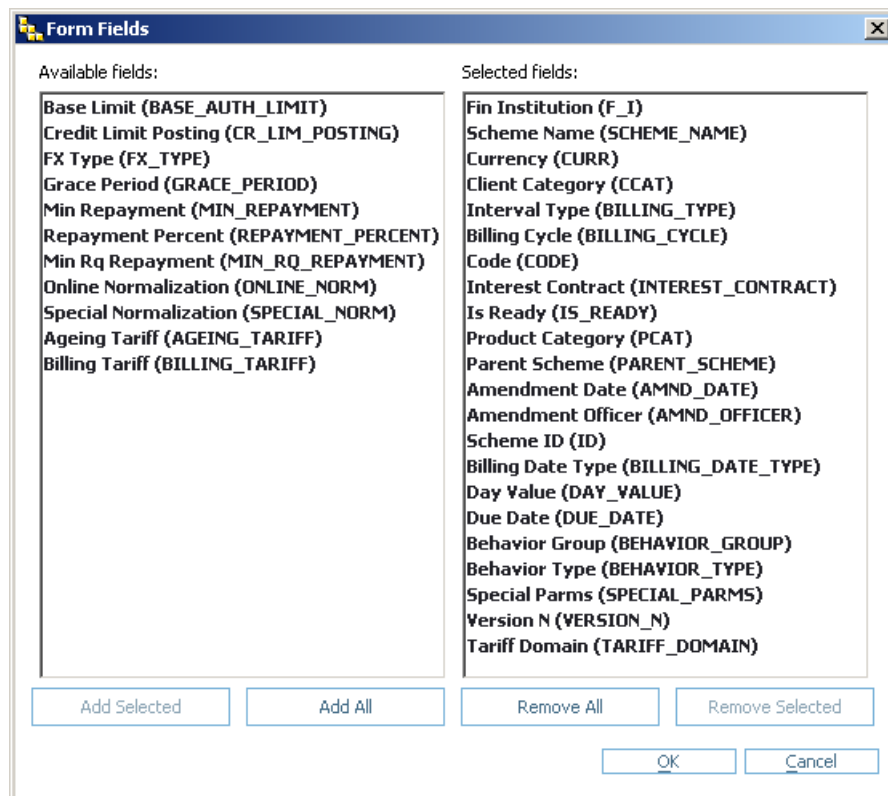 Form Fields
Available fields:
Base Limit (BASE_AUTH_LIMIT)
Credit Limit Posting (CR_LIM_POSTING)
FX Type (FX_TYPE)
Grace Period (GRACE_PERIOD)
Min Repayment (MIN_REPAYMENT)
Repayment Percent (REPAYMENT_PERCENT)
Min Rq Repayment (MIN_RQ_REPAYMENT)
Online Normalization (ONLINE_NORM)
Special Normalization (SPECIAL_NORM)
Ageing Tariff (AGEING_TARIFF)
Billing Tariff (BILLING_TARIFF)
Selected fields:
Fin Institution (F_I)
Scheme Name (SCHEME_NAME)
Currency (CURR)
Client Category (CCAT)
Interval Type (BILLING_TYPE)
Billing Cycle (BILLING_CYCLE)
Code (CODE)
Interest Contract (INTEREST_CONTRACT)
Is Ready (IS_READY)
Product Category (PCAT)
Parent Scheme (PARENT_SCHEME)
Amendment Date (AMND_DATE)
Amendment Officer (AMND_OFFICER)
Scheme ID (ID)
Billing Date Type (BILLING_DATE_TYPE)
Day Value (DAY_VALUE)
Due Date (DUE_DATE)
Behavior Group (BEHAVIOR_GROUP)
Behavior Type (BEHAVIOR_TYPE)
Special Parms (SPECIAL_PARMS)
Version N (VERSION_N)
Tariff Domain (TARIFF_DOMAIN)
Add Selected
Add All
Remove All
Remove Selected
OK
Cancel